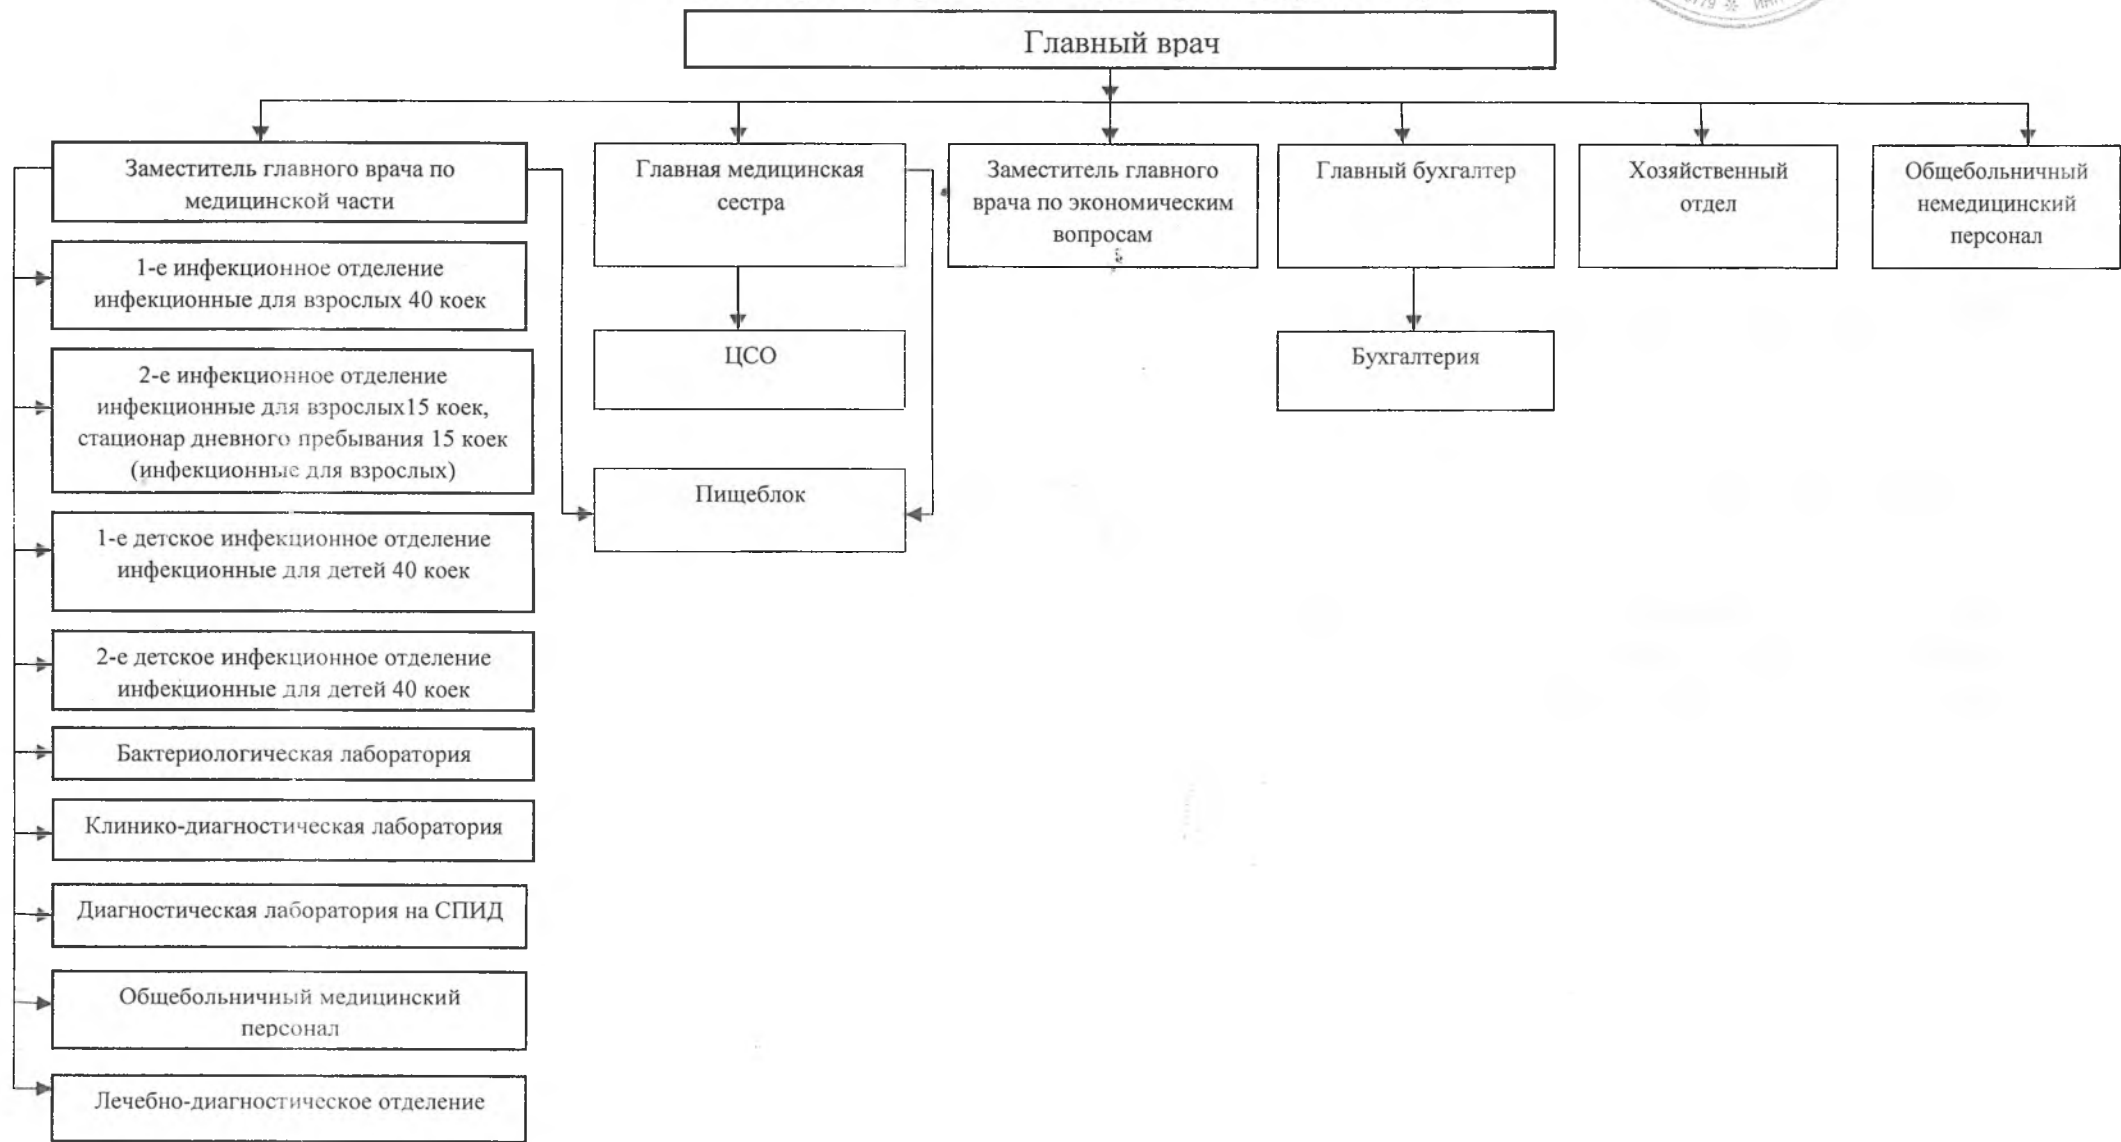 Главный врач
Заместитель главного врача по
медицинской части
Главная медицинская
сестра
Заместитель главного
врача по экономическим
вопросам
Главный бухгалтер
Хозяйственный
отдел
Общебольничный
немедицинский
персонал
1-е инфекционное отделение
инфекционные для взрослых 40 коек
ЦСО
Бухгалтерия
2-е инфекционное отделение
инфекционные для взрослых15 коек,
стационар дневного пребывания 15 коек
(инфекционные для взрослых)
Пищеблок
1-е детское инфекционное отделение
инфекционные для детей 40 коек
2-е детское инфекционное отделение
инфекционные для детей 40 коек
Бактериологическая лаборатория
Клинико-диагностическая лаборатория
Диагностическая лаборатория на СПИД
Общебольничный медицинский
персонал
Лечебно-диагностическое отделение